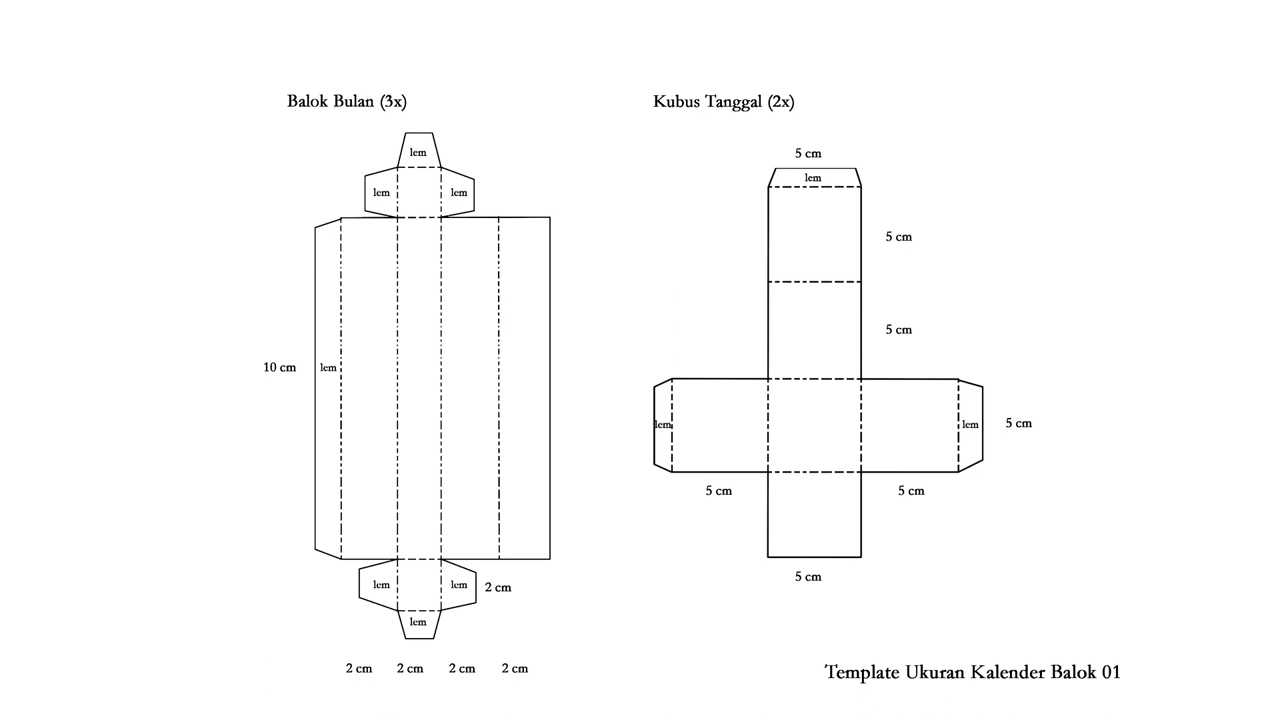 Balok Bulan (3x)
lem
lem
lem
10 cm
lem
lem
lem
2 cm
lem
2 cm
2 cm
2 cm
2 cm
Kubus Tanggal (2x)
5 cm
lem
5 cm
5 cm
lem
lem
5 cm
5 cm
5 cm
5 cm
Template Ukuran Kalender Balok 01